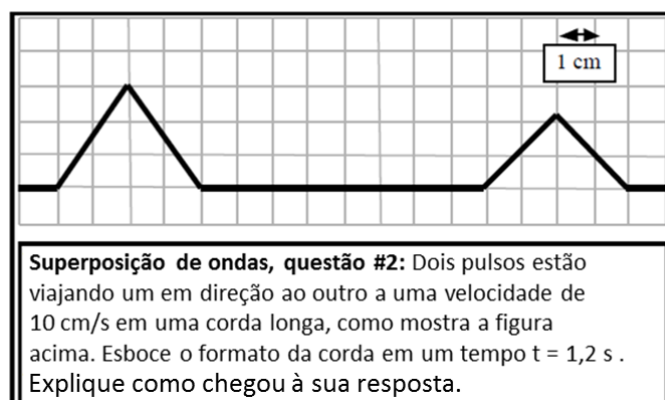 1 cm
Superposição de ondas, questão #2: Dois pulsos estão
viajando um em direção ao outro a uma velocidade de
10 cm/s em uma corda longa, como mostra a figura
acima. Esboce o formato da corda em um tempo t = 1,2 s .
Explique como chegou à sua resposta.